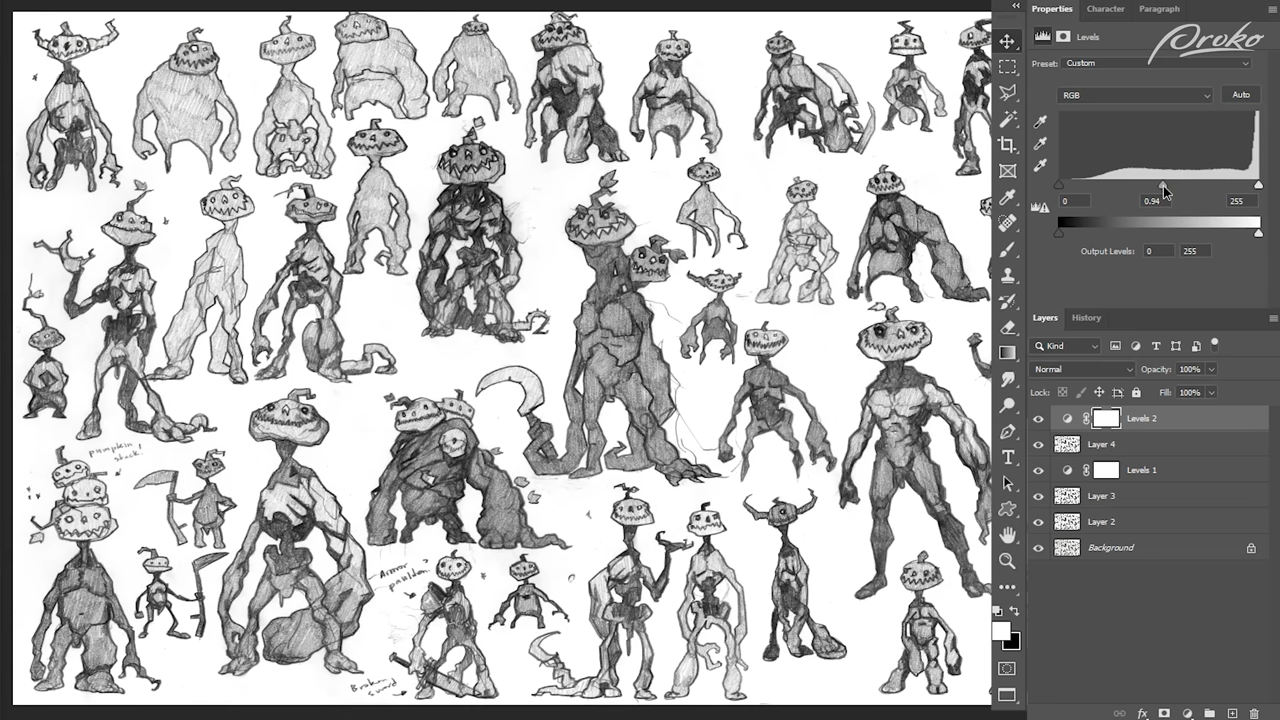 Properties
Character
Paragraph
Proko
Levels
Preset:
Custom
RGB
Auto
0
0.94
255
Output Levels:
0
255
Layers
History
Kind
Normal
Opacity:
100%
Lock:
Fill:
100%
Levels 2
Layer 4
Levels 1
Layer 3
Layer 2
Background
fx
pumpkin
stack!
Armor
pauldron
Broken
sword